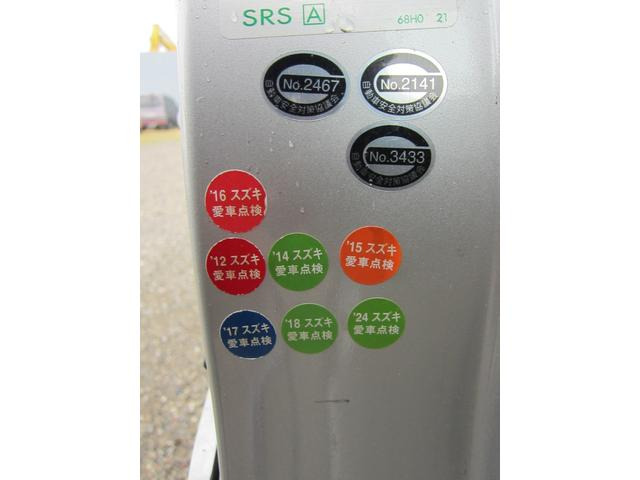 SRS A 68H0 21
No.2467
自動車安全対策協議会
No.2141
自動車安全対策協議会
No.3433
自動車安全対策協議会
'16 スズキ
愛車点検
'12 スズキ
愛車点検
'14 スズキ
愛車点検
'15 スズキ
愛車点検
'17 スズキ
愛車点検
'18 スズキ
愛車点検
'24 スズキ
愛車点検